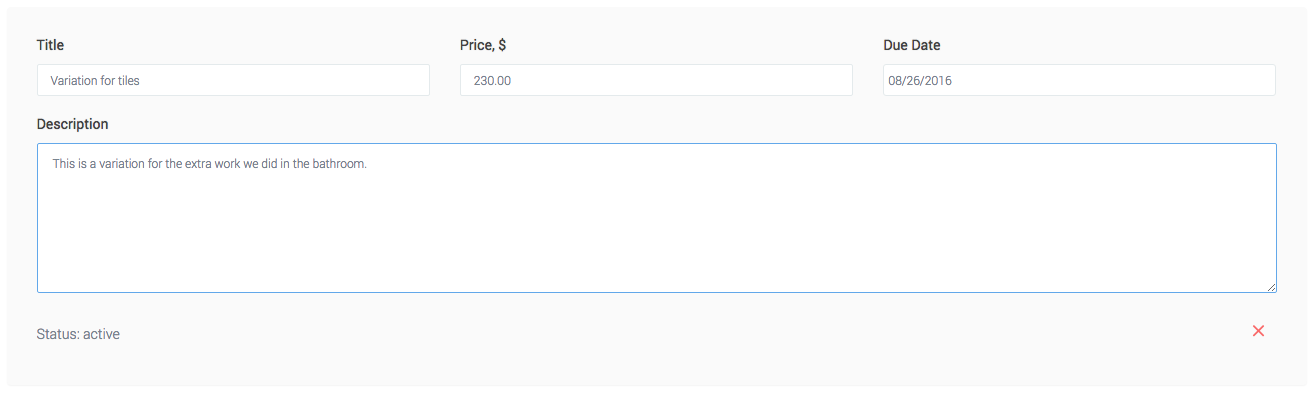 Title Price, $ Due Date
Variation for tiles 230.00 08/26/2016
Description
This is a variation for the extra work we did in the bathroom.
Status: active